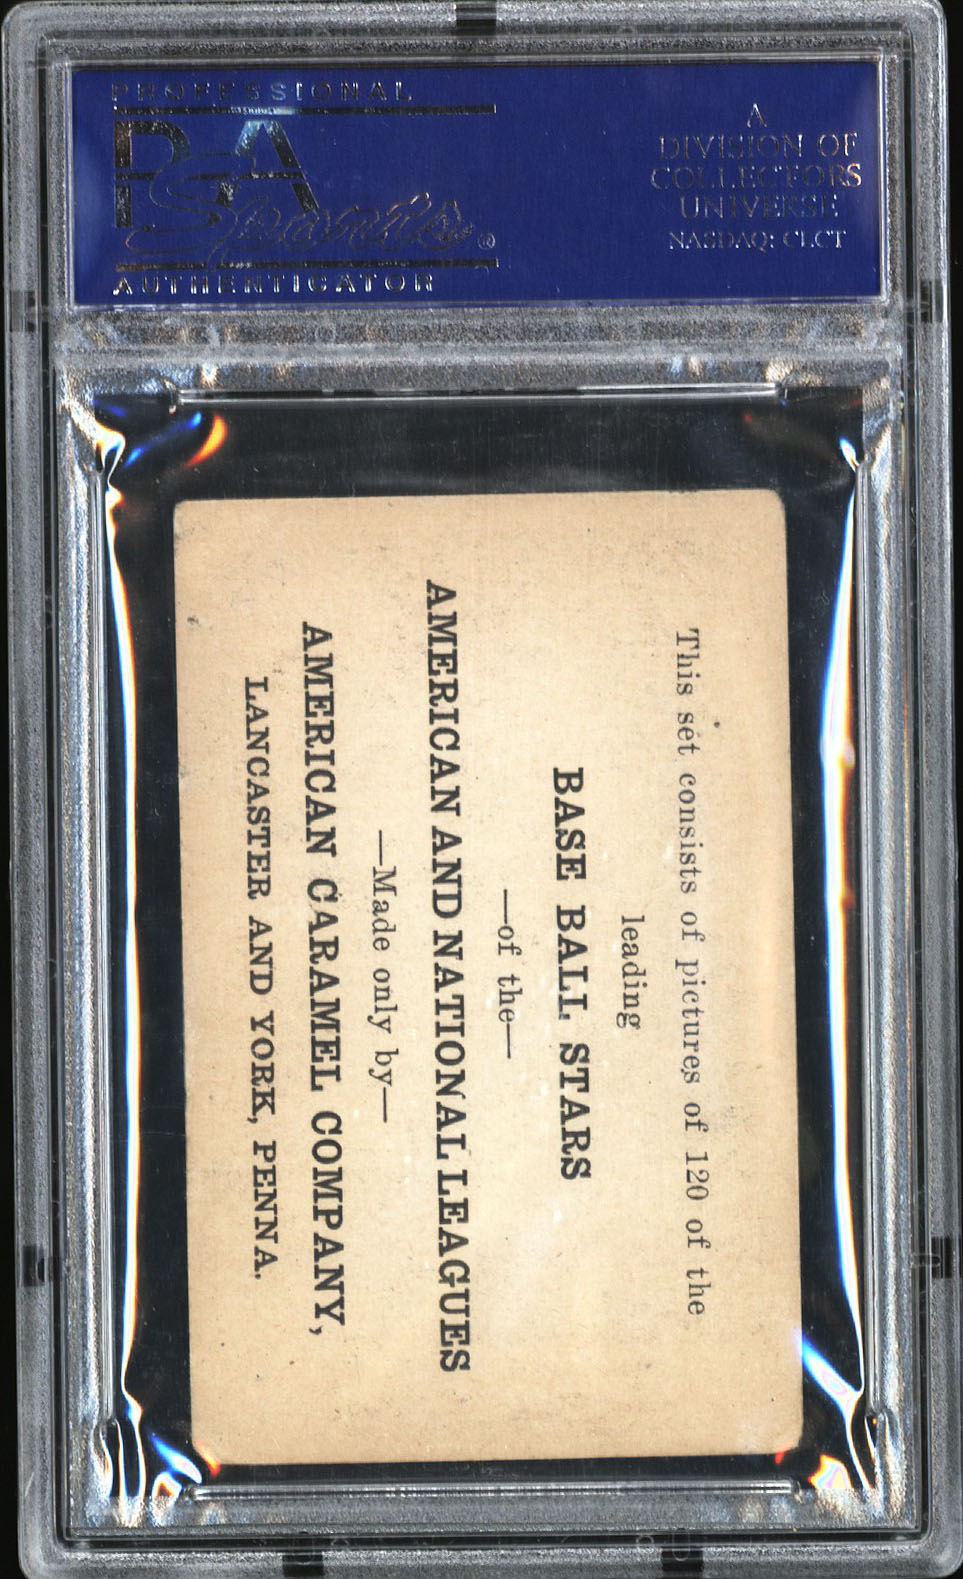 PROFESSIONAL
PSA
Sports®
AUTHENTICATOR
A
DIVISION OF
COLLECTORS
UNIVERSE
NASDAQ: CLCT
This set consists of pictures of 120 of the
leading
BASE BALL STARS
—of the—
AMERICAN AND NATIONAL LEAGUES
—Made only by—
AMERICAN CARAMEL COMPANY,
LANCASTER AND YORK, PENNA.